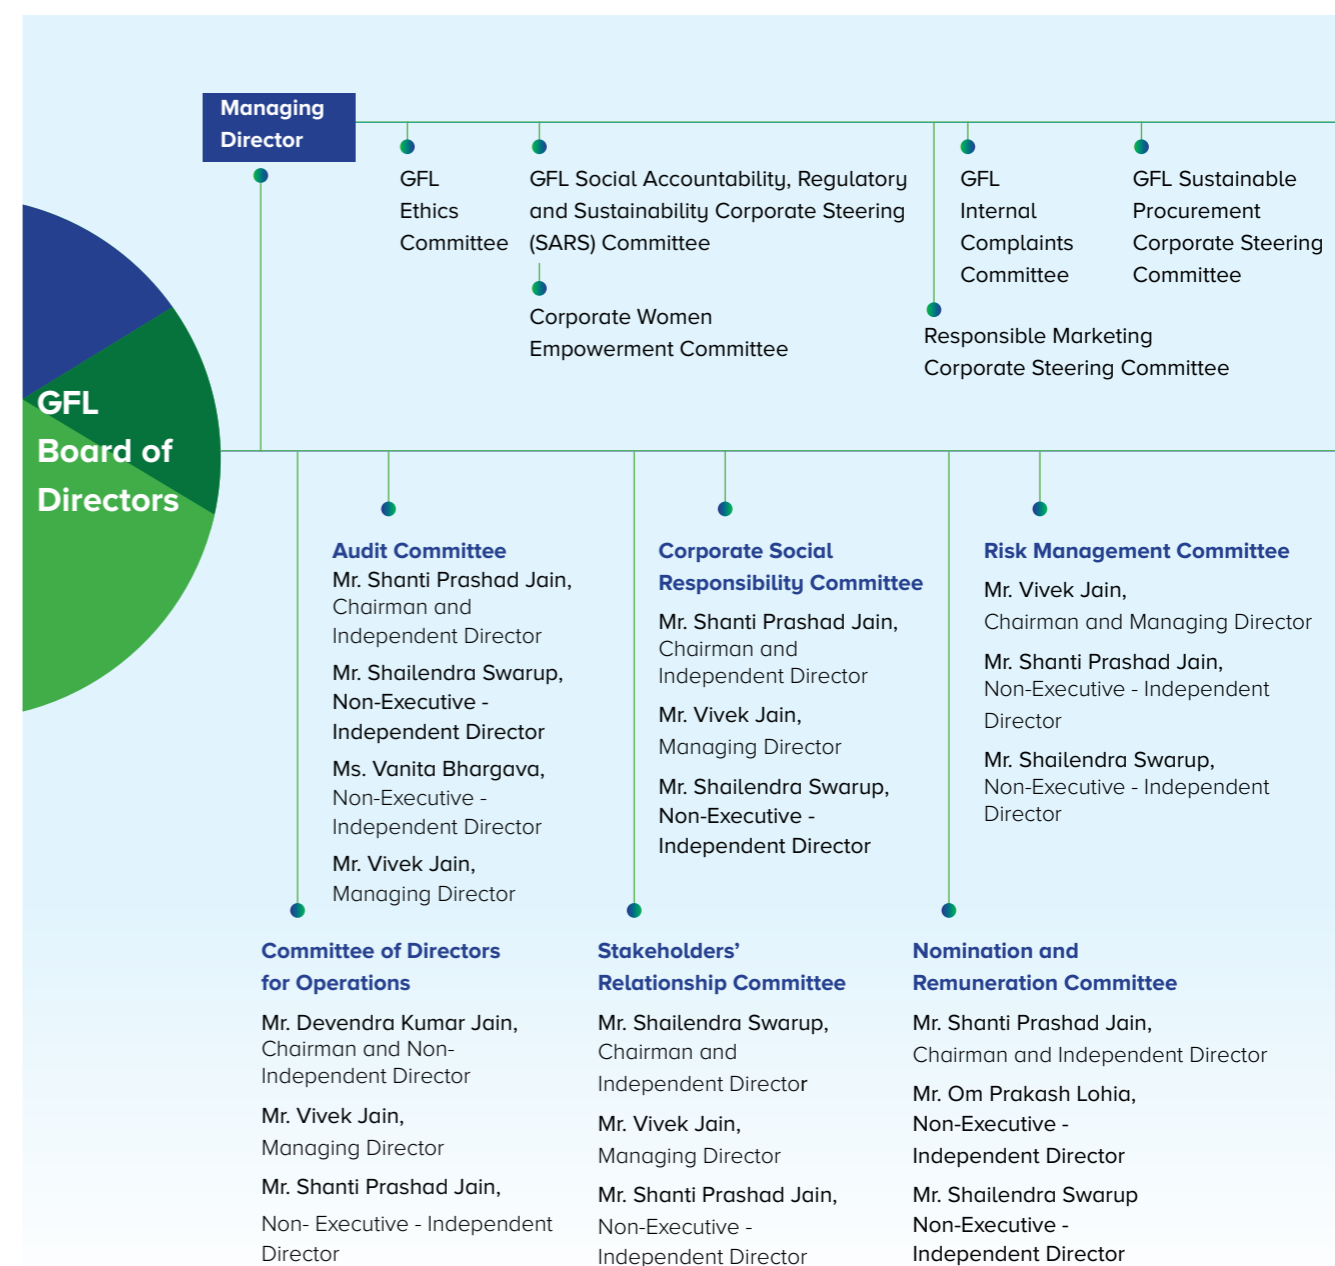 Managing
Director
GFL
Ethics
Committee
GFL Social Accountability, Regulatory
and Sustainability Corporate Steering
(SARS) Committee
Corporate Women
Empowerment Committee
GFL
Internal
Complaints
Committee
GFL Sustainable
Procurement
Corporate Steering
Committee
Responsible Marketing
Corporate Steering Committee
GFL
Board of
Directors
Audit Committee
Mr. Shanti Prashad Jain,
Chairman and
Independent Director
Mr. Shailendra Swarup,
Non-Executive -
Independent Director
Ms. Vanita Bhargava,
Non-Executive -
Independent Director
Mr. Vivek Jain,
Managing Director
Corporate Social
Responsibility Committee
Mr. Shanti Prashad Jain,
Chairman and
Independent Director
Mr. Vivek Jain,
Managing Director
Mr. Shailendra Swarup,
Non-Executive -
Independent Director
Risk Management Committee
Mr. Vivek Jain,
Chairman and Managing Director
Mr. Shanti Prashad Jain,
Non-Executive - Independent
Director
Mr. Shailendra Swarup,
Non-Executive - Independent
Director
Committee of Directors
for Operations
Mr. Devendra Kumar Jain,
Chairman and Non-
Independent Director
Mr. Vivek Jain,
Managing Director
Mr. Shanti Prashad Jain,
Non- Executive - Independent
Director
Stakeholders’
Relationship Committee
Mr. Shailendra Swarup,
Chairman and
Independent Director
Mr. Vivek Jain,
Managing Director
Mr. Shanti Prashad Jain,
Non-Executive -
Independent Director
Nomination and
Remuneration Committee
Mr. Shanti Prashad Jain,
Chairman and Independent Director
Mr. Om Prakash Lohia,
Non-Executive -
Independent Director
Mr. Shailendra Swarup
Non-Executive -
Independent Director